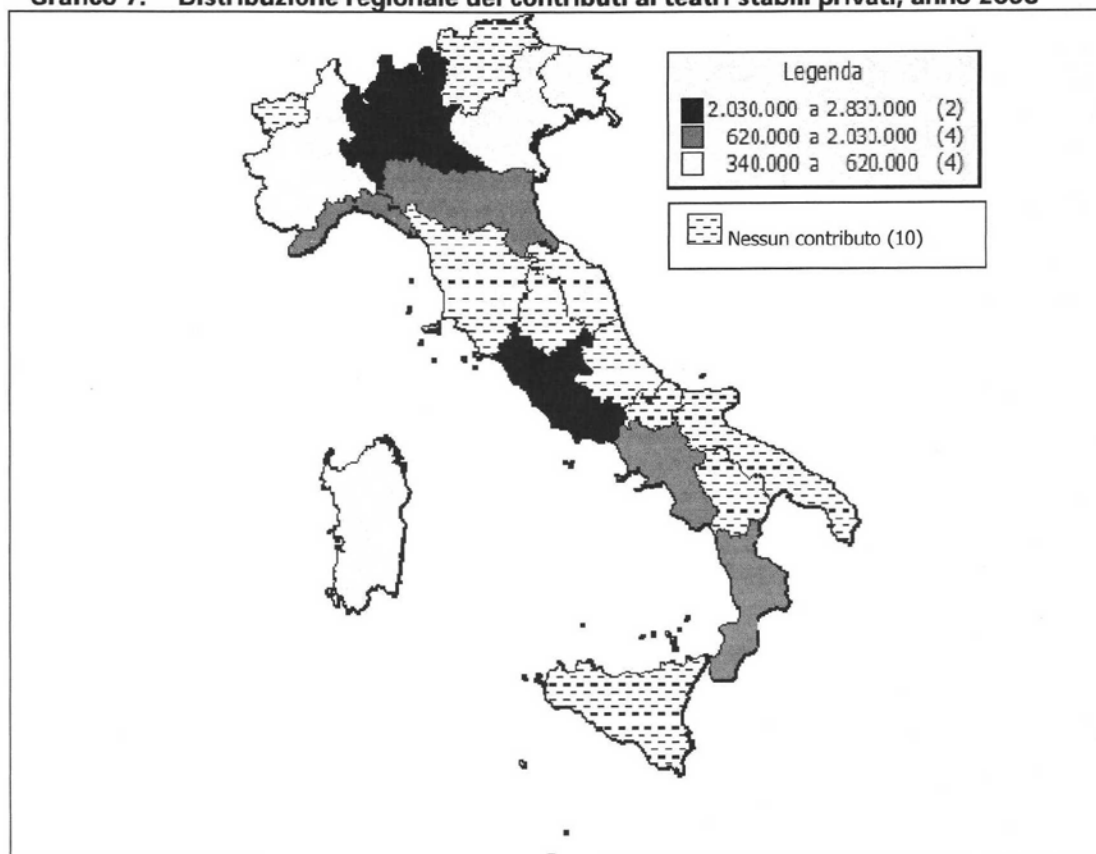 Grafico 7. Distribuzione regionale dei contributi ai teatri stabili privati, anno
Legenda
2.030.000 a 2.830.000 (2)
620.000 a 2.030.000 (4)
340.000 a 620.000 (4)
Nessun contributo (10)